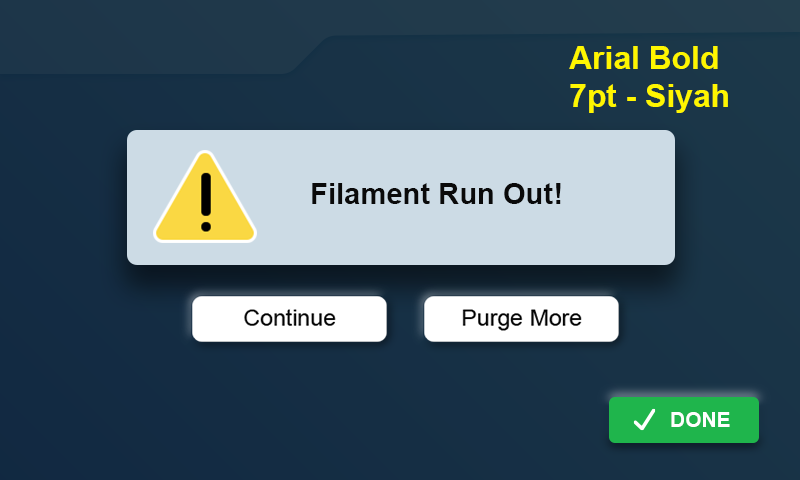 Arial Bold
7pt - Siyah
Filament Run Out!
Continue
Purge More
DONE